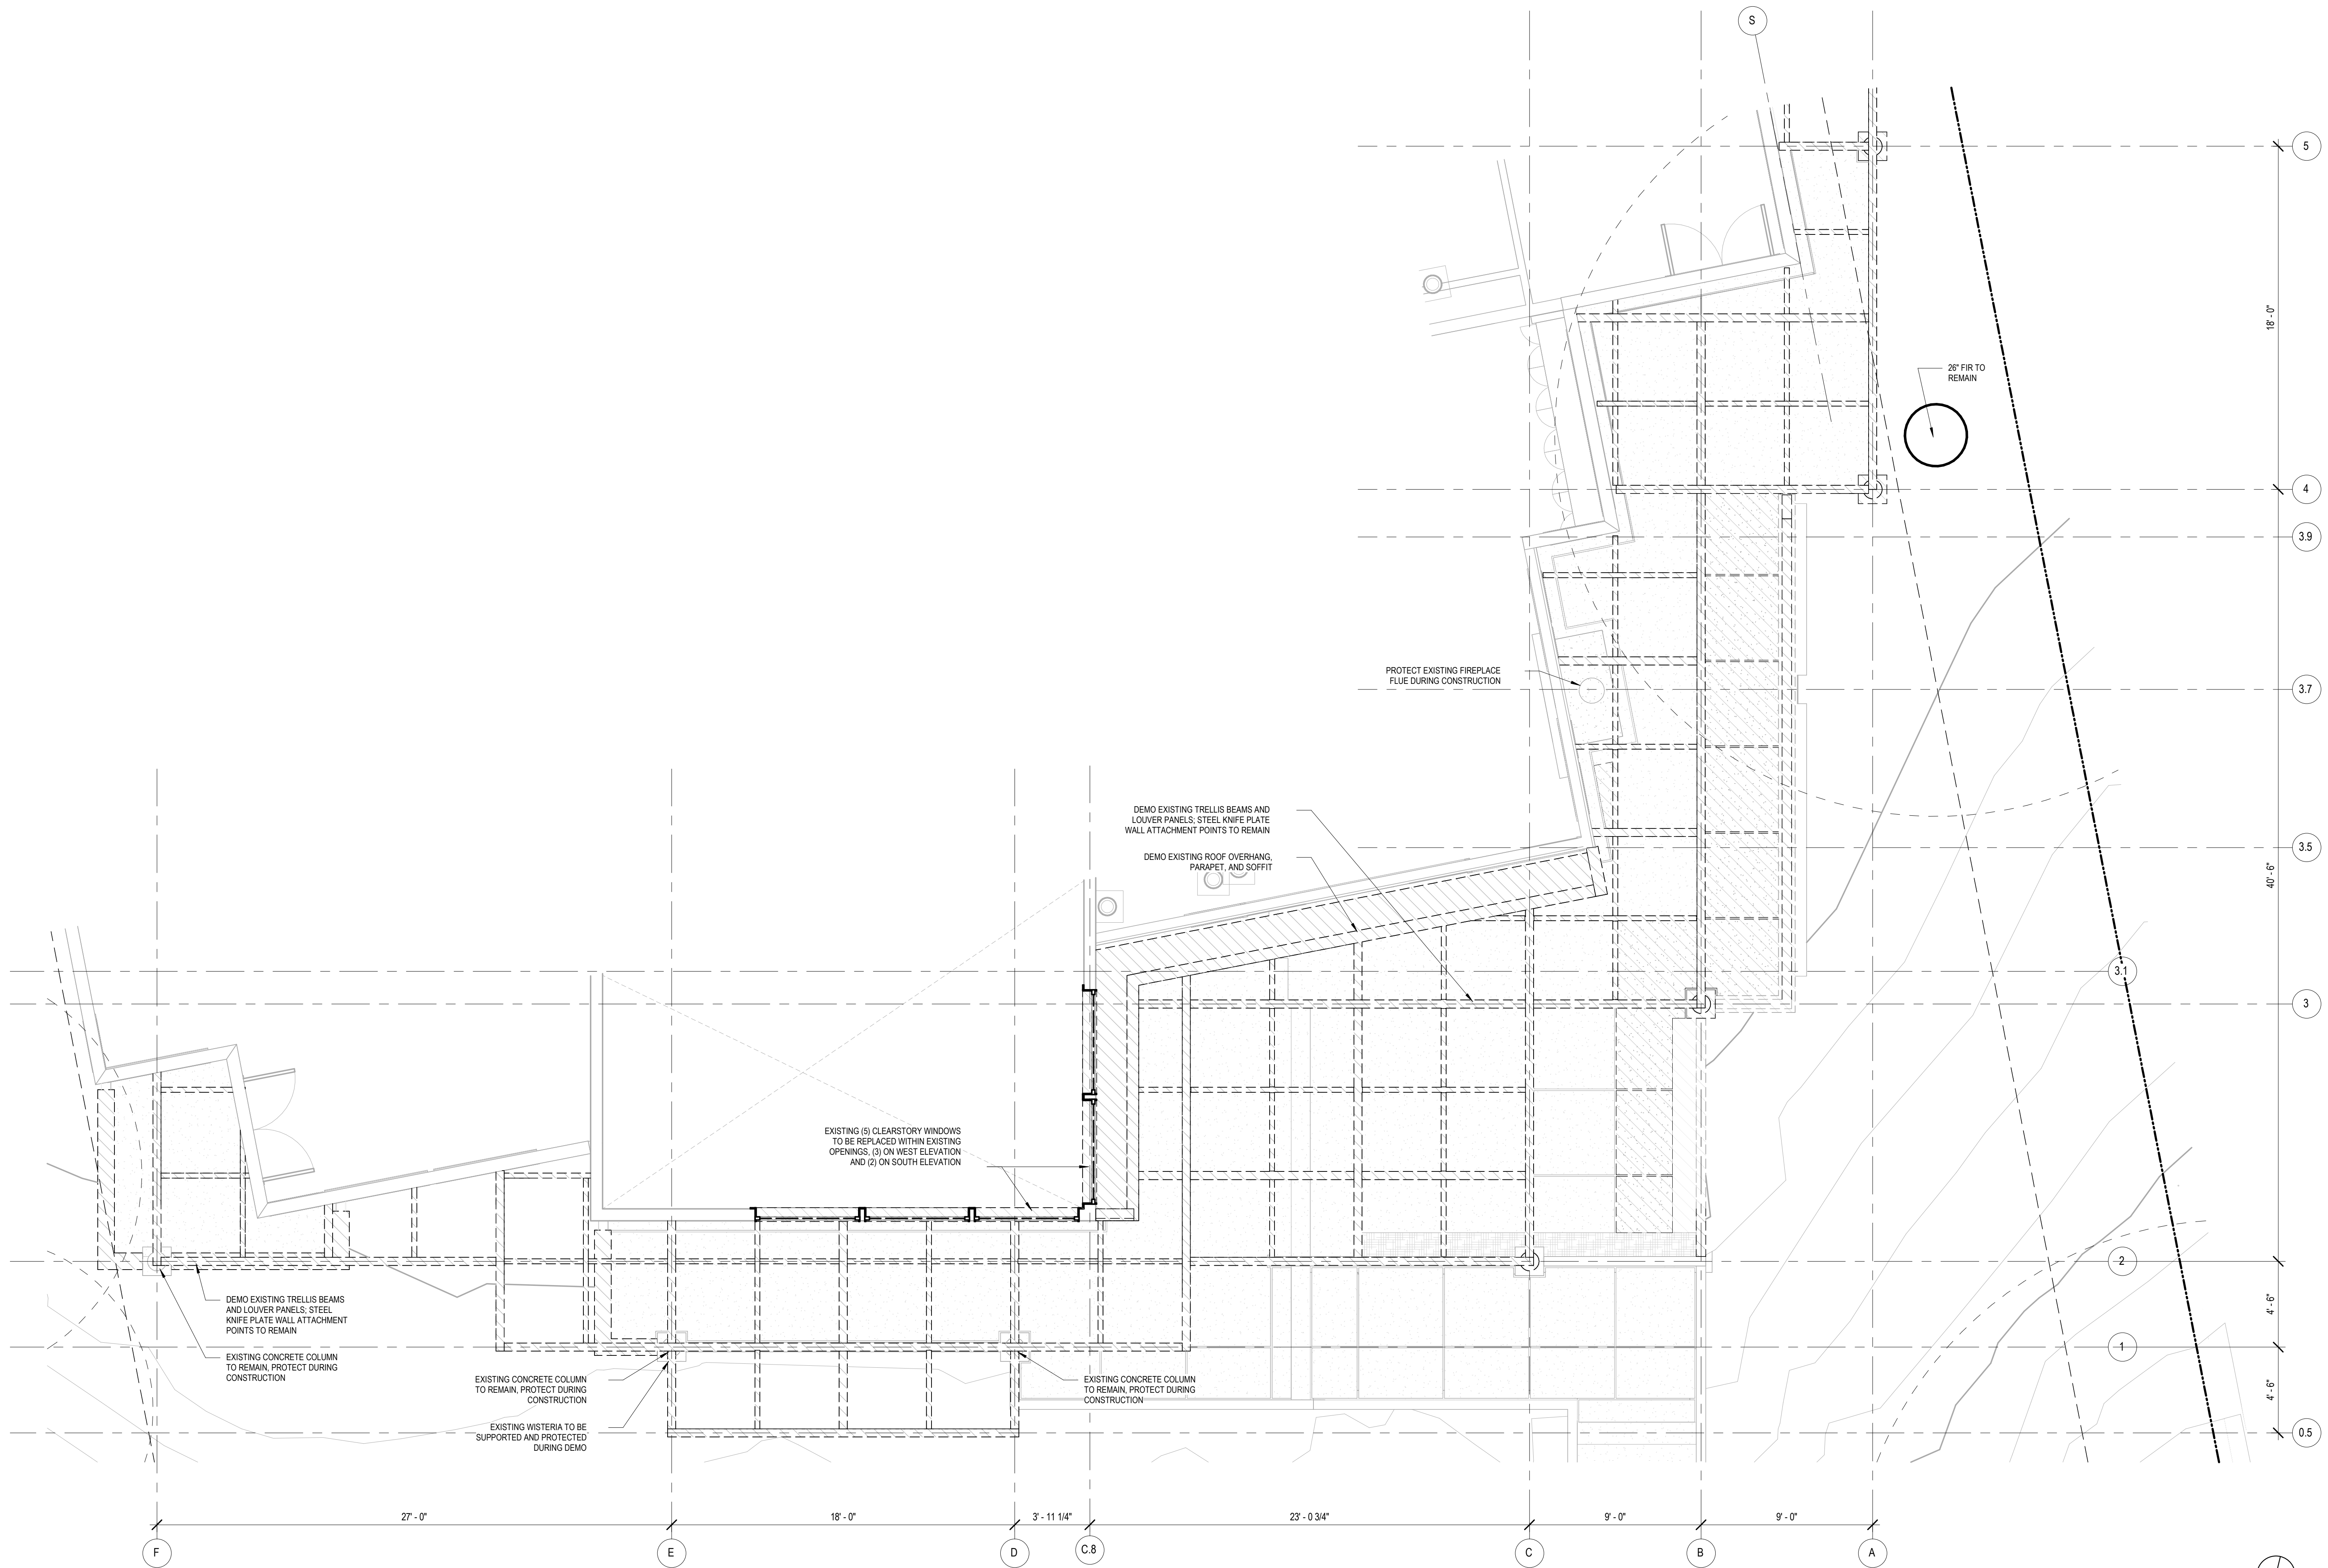 S
5
18' - 0"
26" FIR TO
REMAIN
4
3.9
PROTECT EXISTING FIREPLACE
FLUE DURING CONSTRUCTION
3.7
DEMO EXISTING TRELLIS BEAMS AND
LOUVER PANELS; STEEL KNIFE PLATE
WALL ATTACHMENT POINTS TO REMAIN
DEMO EXISTING ROOF OVERHANG,
PARAPET, AND SOFFIT
3.5
40' - 6"
3.1
3
EXISTING (5) CLEARSTORY WINDOWS
TO BE REPLACED WITHIN EXISTING
OPENINGS, (3) ON WEST ELEVATION
AND (2) ON SOUTH ELEVATION
2
DEMO EXISTING TRELLIS BEAMS
AND LOUVER PANELS; STEEL
KNIFE PLATE WALL ATTACHMENT
POINTS TO REMAIN
4' - 6"
1
EXISTING CONCRETE COLUMN
TO REMAIN, PROTECT DURING
CONSTRUCTION
EXISTING CONCRETE COLUMN
TO REMAIN, PROTECT DURING
CONSTRUCTION
EXISTING CONCRETE COLUMN
TO REMAIN, PROTECT DURING
CONSTRUCTION
4' - 6"
EXISTING WISTERIA TO BE
SUPPORTED AND PROTECTED
DURING DEMO
0.5
27' - 0"
18' - 0"
3' - 11 1/4"
23' - 0 3/4"
9' - 0"
9' - 0"
F
E
D
C.8
C
B
A